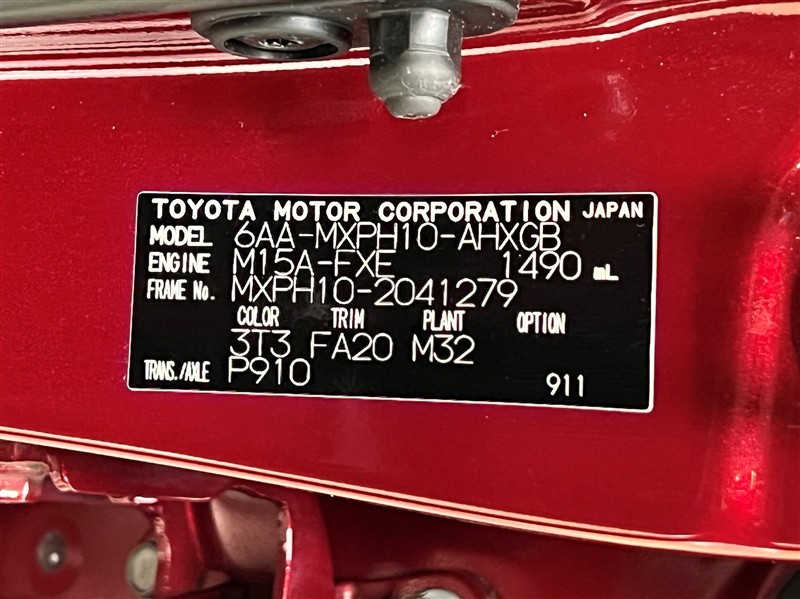 TOYOTA MOTOR CORPORATION JAPAN
MODEL 6AA-MXPH10-AHXGB
ENGINE M15A-FXE 1490 mL
FRAME No. MXPH10-2041279
COLOR TRIM PLANT OPTION
3T3 FA20 M32
TRANS./AXLE P910 911